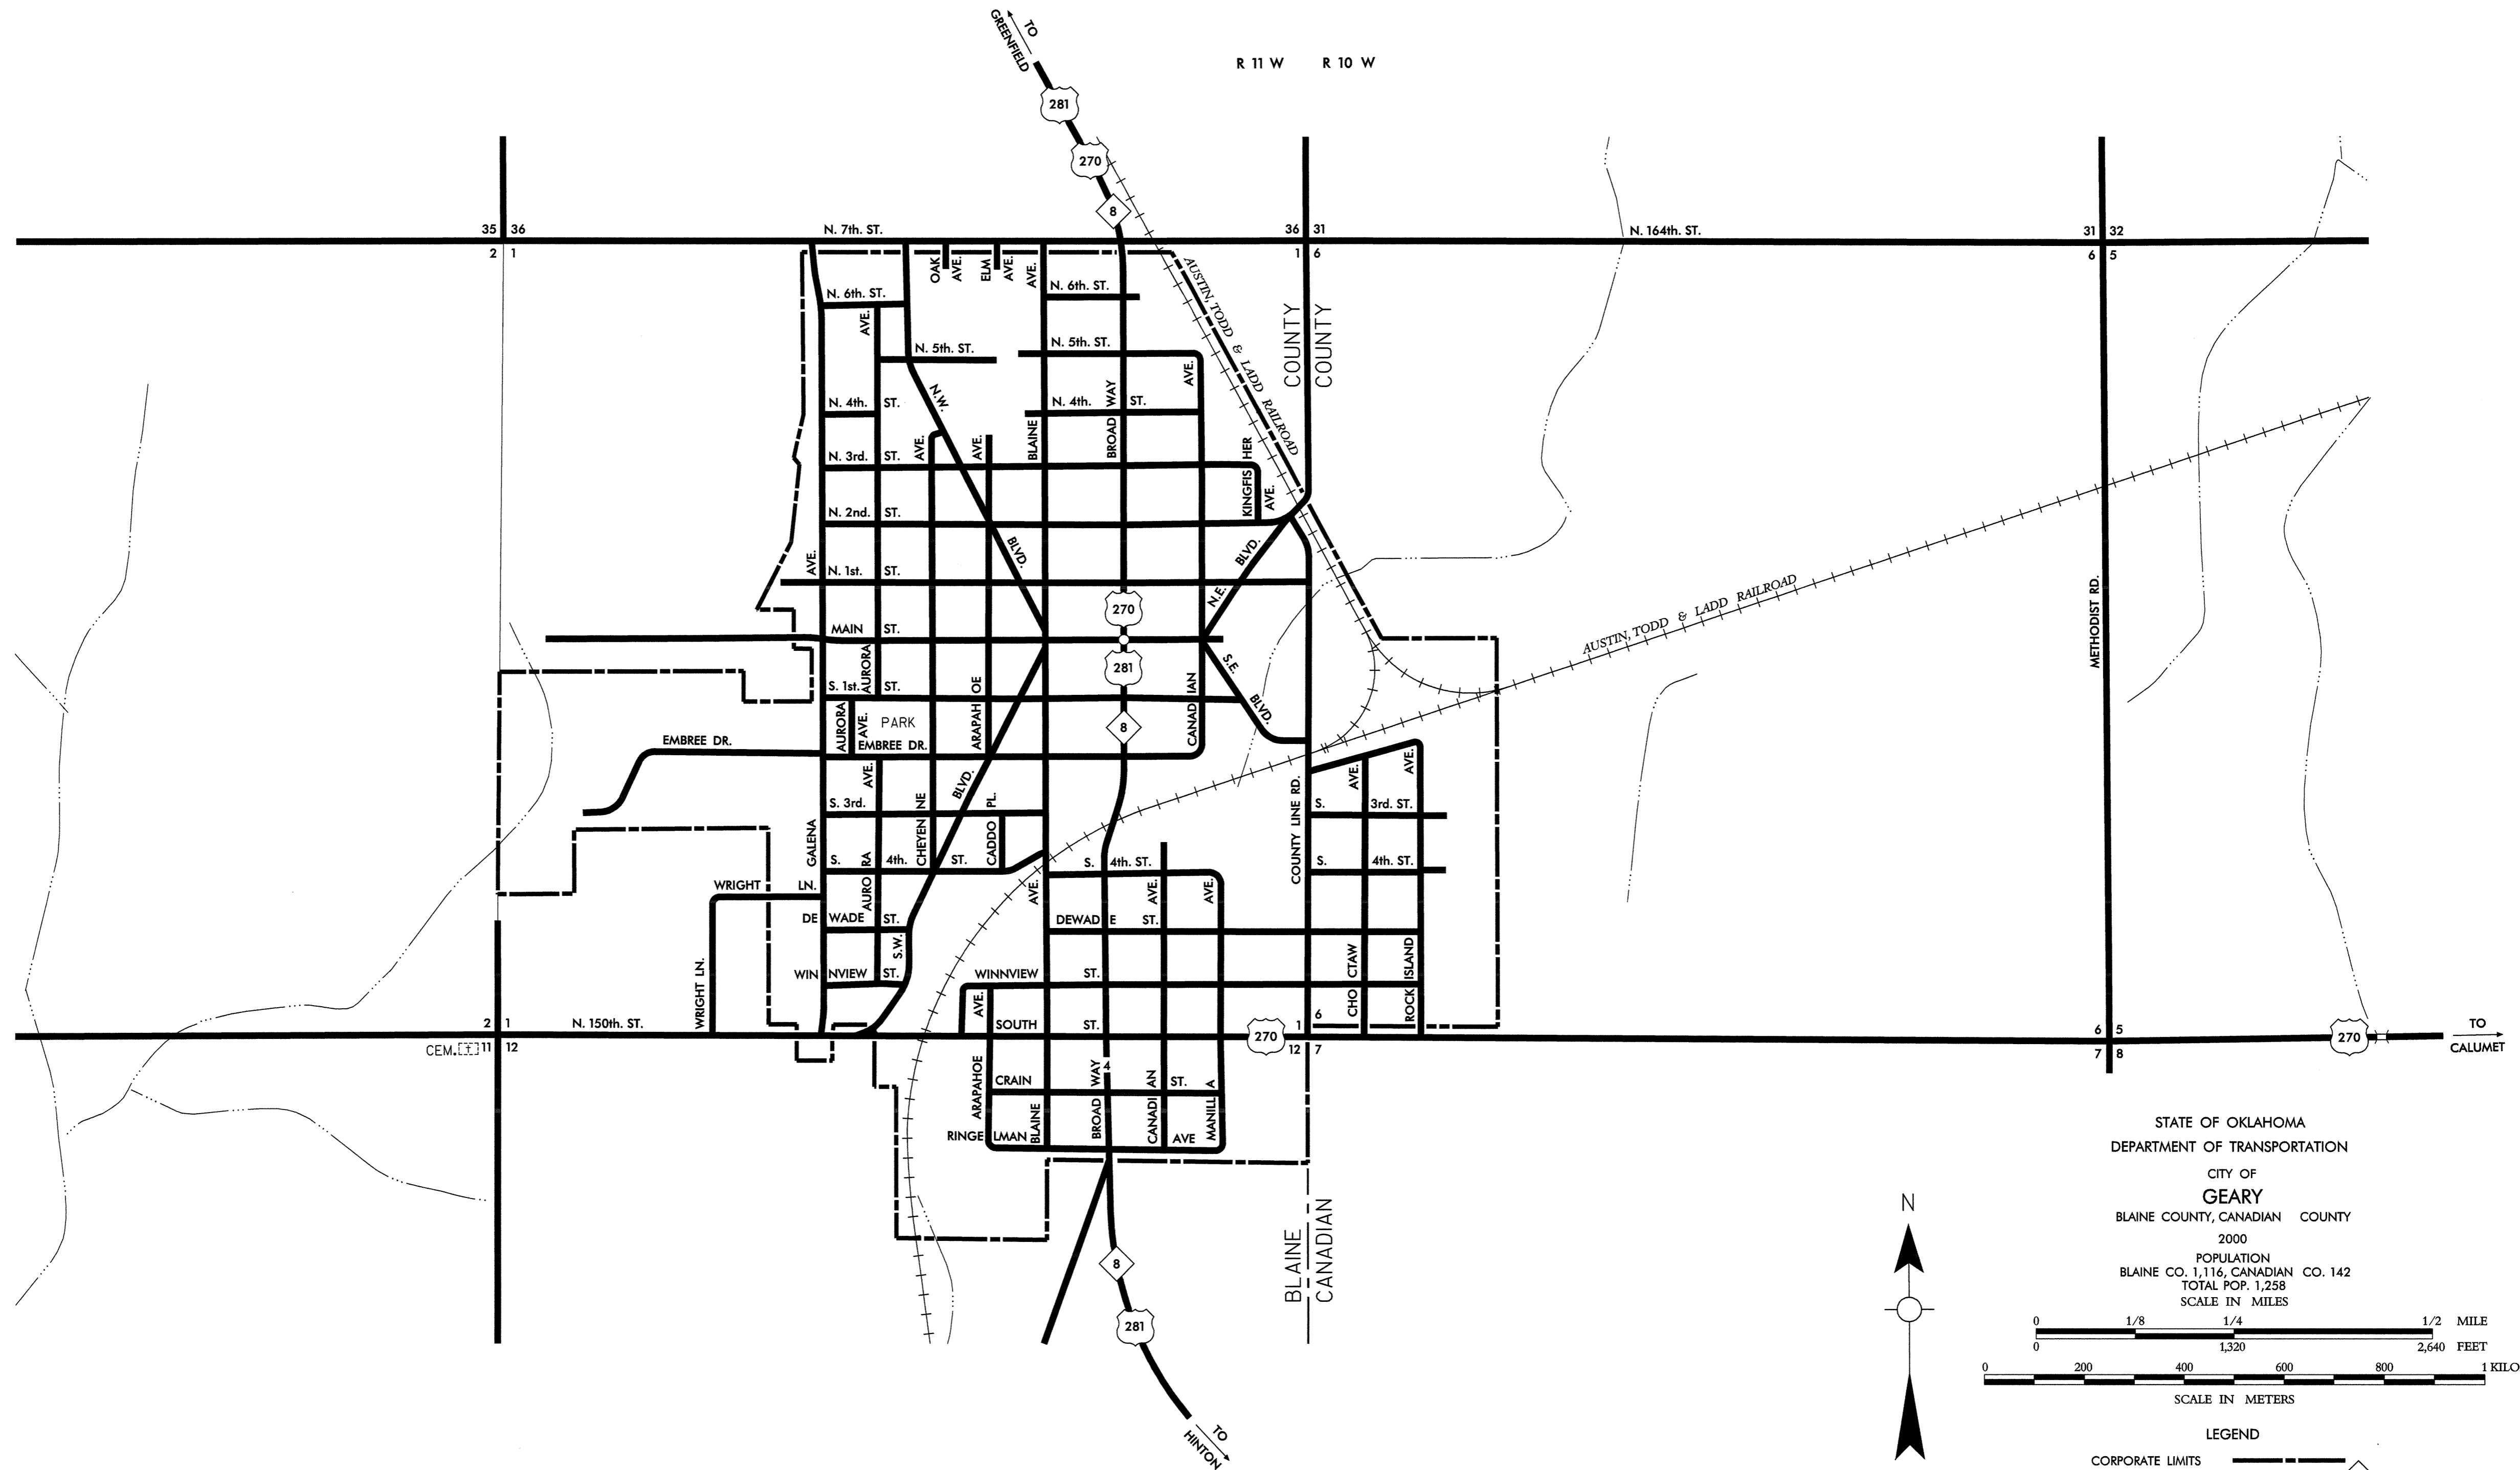 TO
GREENFIELD
R 11 W R 10 W
281
270
8
35 36
2 1
N. 7th. ST.
36 31
1 6
N. 164th. ST.
31 32
6 5
OAK AVE.
ELM AVE.
AVE.
N. 6th. ST.
N. 6th. ST.
AVE.
N. 5th. ST.
N. 5th. ST.
AVE.
AUSTIN, TODD & LADD RAILROAD
COUNTY
COUNTY
N.W.
N. 4th. ST.
BLAINE
N. 4th. ST.
BROAD WAY
AVE.
AVE.
N. 3rd. ST.
KINGFIS HER
AVE.
N. 2nd. ST.
BLVD.
BLVD.
AVE.
N. 1st. ST.
N.E.
270
MAIN ST.
281
S.E.
BLVD.
AUSTIN, TODD & LADD RAILROAD
METHODIST RD.
AURORA
S. 1st. ST.
ARAPAH OE
CANAD IAN
AURORA
AVE.
PARK
8
EMBREE DR.
EMBREE DR.
AVE.
BLVD.
AVE.
AVE.
S. 3rd.
CHEYEN NE
CADDO PL.
COUNTY LINE RD.
S. 3rd. ST.
GALENA
S. 4th. ST.
AURO RA
S. 4th. ST.
S. 4th. ST.
WRIGHT LN.
AVE.
AVE.
AVE.
DE WADE ST.
DEWAD E ST.
S.W.
WRIGHT LN.
WIN NVIEW ST.
WINNVIEW ST.
CHO CTAW
ROCK ISLAND
AVE.
2 1
N. 150th. ST.
SOUTH ST.
270
1 6
6 5
CEM.
11 12
12 7
7 8
270
TO
CALUMET
4
ARAPAHOE
CRAIN ST.
BLAINE
BROAD WAY
CANADI AN
MANILL A
RINGE LMAN AVE
BLAINE
CANADIAN
8
281
TO
HINTON
N
STATE OF OKLAHOMA
DEPARTMENT OF TRANSPORTATION
CITY OF
GEARY
BLAINE COUNTY, CANADIAN COUNTY
2000
POPULATION
BLAINE CO. 1,116, CANADIAN CO. 142
TOTAL POP. 1,258
SCALE IN MILES
0 1/8 1/4 1/2 MILE
0 1,320 2,640 FEET
0 200 400 600 800 1 KILO
SCALE IN METERS
LEGEND
CORPORATE LIMITS